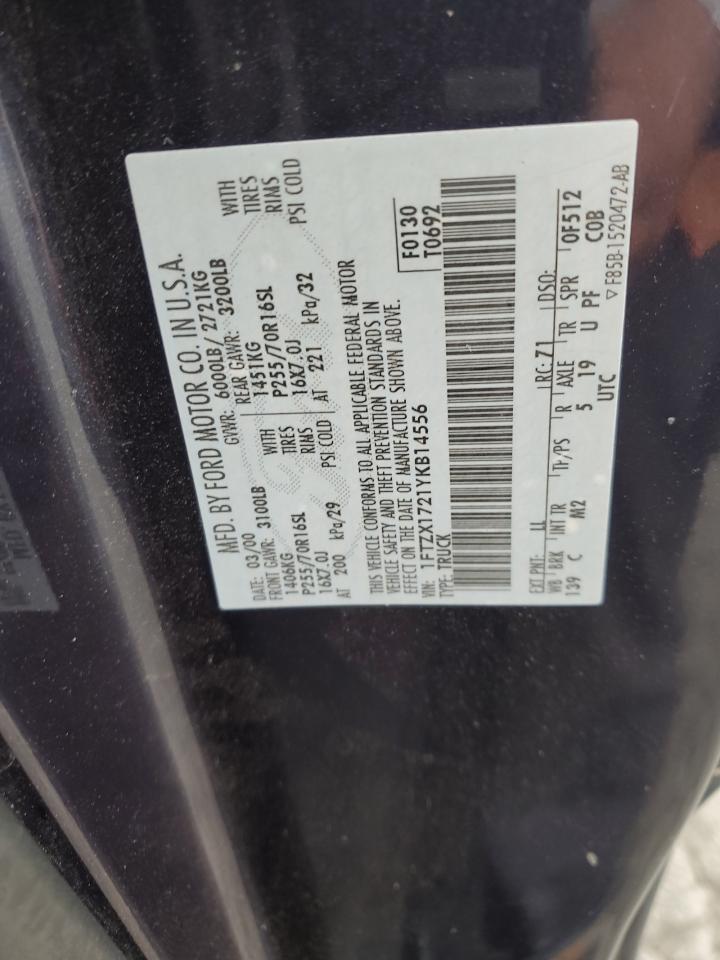 MFD. BY FORD MOTOR CO. IN U.S.A.
DATE: 03/00 GVWR: 6000LB/ 2721KG
FRONT GAWR: 3100LB REAR GAWR: 3200LB
1406KG WITH 1451KG WITH
P255/70R16SL TIRES P255/70R16SL TIRES
16X7.0J RIMS 16X7.0J RIMS
AT 200 kPa/29 PSI COLD AT 221 kPa/32 PSI COLD
THIS VEHICLE CONFORMS TO ALL APPLICABLE FEDERAL MOTOR
VEHICLE SAFETY AND THEFT PREVENTION STANDARDS IN
EFFECT ON THE DATE OF MANUFACTURE SHOWN ABOVE.
VIN: 1FTZX1721YKB14556 F0130
TYPE: TRUCK T0692
EXT PNT: LL RC: 71 DSO:
WB BRK INT TR TP/PS R AXLE TR SPR 0F512
139 C M2 5 19 U PF C0B
UTC ▽F85B-1520472-AB